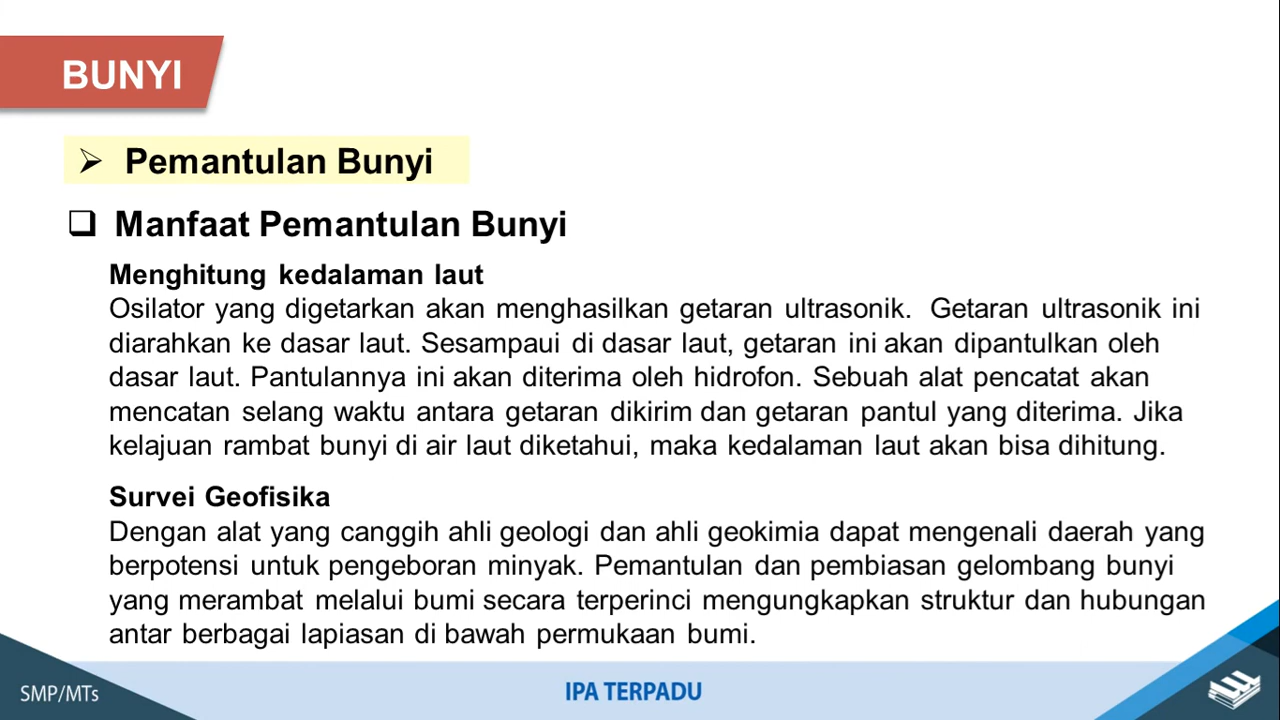 BUNYI
Pemantulan Bunyi
Manfaat Pemantulan Bunyi
Menghitung kedalaman laut
Osilator yang digetarkan akan menghasilkan getaran ultrasonik. Getaran ultrasonik ini
diarahkan ke dasar laut. Sesampaui di dasar laut, getaran ini akan dipantulkan oleh
dasar laut. Pantulannya ini akan diterima oleh hidrofon. Sebuah alat pencatat akan
mencatan selang waktu antara getaran dikirim dan getaran pantul yang diterima. Jika
kelajuan rambat bunyi di air laut diketahui, maka kedalaman laut akan bisa dihitung.
Survei Geofisika
Dengan alat yang canggih ahli geologi dan ahli geokimia dapat mengenali daerah yang
berpotensi untuk pengeboran minyak. Pemantulan dan pembiasan gelombang bunyi
yang merambat melalui bumi secara terperinci mengungkapkan struktur dan hubungan
antar berbagai lapiasan di bawah permukaan bumi.
SMP/MTs
IPA TERPADU